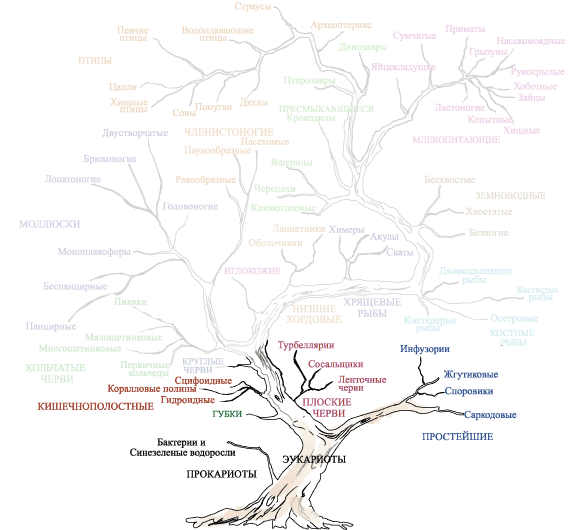 Страусы
Певчие
птицы
Водоплавающие
птицы
Археоптерикс
Динозавры
Сумчатые
Приматы
Насекомоядные
Грызуны
ПТИЦЫ
Яйцекладущие
Рукокрылые
Птерозавры
Хоботные
Зайцы
Цапли
Хищные
птицы
Совы
Попугаи
Дятлы
ПРЕСМЫКАЮЩИЕСЯ
Крокодилы
Ластоногие
Копытные
Хищные
Двустворчатые
ЧЛЕНИСТОНОГИЕ
Насекомые
Паукообразные
МЛЕКОПИТАЮЩИЕ
Брюхоногие
Ящерицы
Лопатоногие
Ракообразные
Черепахи
Бесхвостые
ЗЕМНОВОДНЫЕ
Головоногие
Клювоголовые
Хвостатые
МОЛЛЮСКИ
Ланцетники
Химеры
Акулы
Безногие
Оболочники
Скаты
Моноплакофоры
ИГЛОКОЖИЕ
Двоякодышащие
рыбы
Беспанцирные
Костистые
рыбы
Пиявки
НИЗШИЕ
ХОРДОВЫЕ
ХРЯЩЕВЫЕ
РЫБЫ
Панцирные
Кистеперые
рыбы
Осетровые
Малощетинковые
КОСТНЫЕ
РЫБЫ
Многощетинковые
Турбеллярии
Инфузории
КОЛЬЧАТЫЕ
ЧЕРВИ
Первичные
кольчецы
КРУГЛЫЕ
ЧЕРВИ
Сосальщики
Сцифоидные
Ленточные
черви
Жгутиковые
Коралловые полипы
Споровики
Гидроидные
КИШЕЧНОПОЛОСТНЫЕ
ГУБКИ
ПЛОСКИЕ
ЧЕРВИ
Саркодовые
Бактерии и
Синезеленые водоросли
ПРОСТЕЙШИЕ
ЭУКАРИОТЫ
ПРОКАРИОТЫ